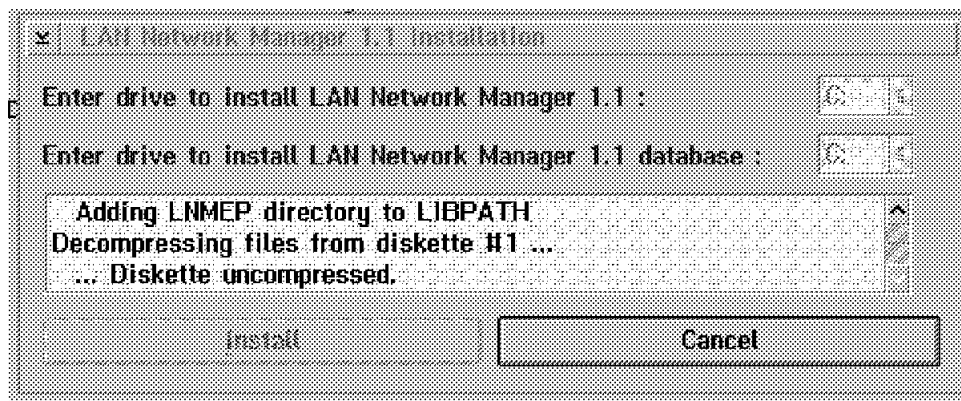 LAN Network Manager 1.1 Installation
Enter drive to install LAN Network Manager 1.1 : C:
Enter drive to install LAN Network Manager 1.1 database : C:
Adding LNMEP directory to LIBPATH
Decompressing files from diskette #1 ...
... Diskette uncompressed.
Install Cancel